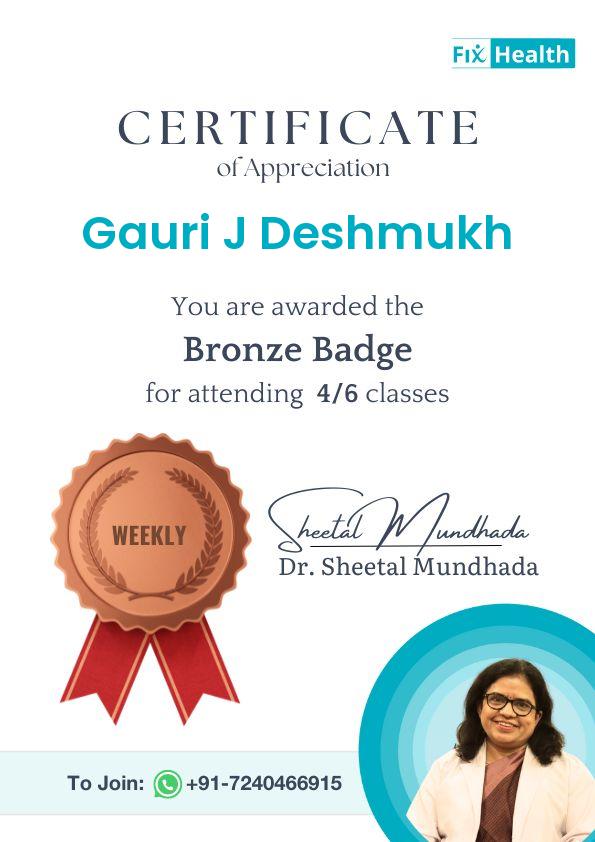 Fix Health
CERTIFICATE
of Appreciation
Gauri J Deshmukh
You are awarded the
Bronze Badge
for attending 4/6 classes
WEEKLY
Sheetal Mundhada
Dr. Sheetal Mundhada
To Join: +91-7240466915